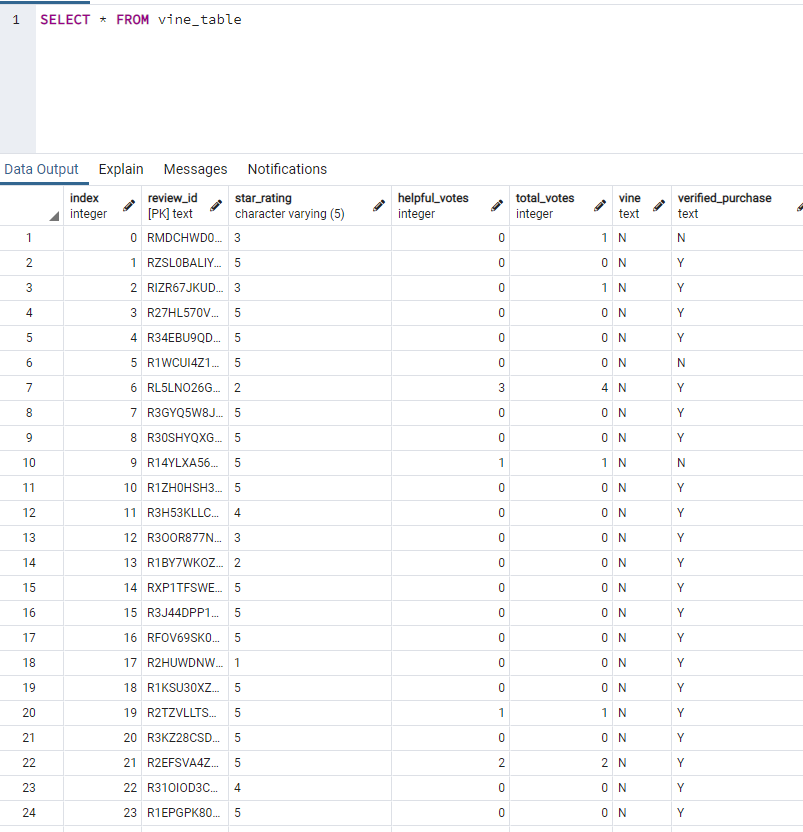 1 SELECT * FROM vine_table
Data Output Explain Messages Notifications
index review_id star_rating helpful_votes total_votes vine verified_purchase
integer [PK] text character varying (5) integer integer text text
1 0 RMDCHWD0... 3 0 1 N N
2 1 RZSL0BALIY... 5 0 0 N Y
3 2 RIZR67JKUD... 3 0 1 N Y
4 3 R27HL570V... 5 0 0 N Y
5 4 R34EBU9QD... 5 0 0 N Y
6 5 R1WCUI4Z1... 5 0 0 N N
7 6 RL5LNO26G... 2 3 4 N Y
8 7 R3GYQ5W8J... 5 0 0 N Y
9 8 R30SHYQXG... 5 0 0 N Y
10 9 R14YLXA56... 5 1 1 N N
11 10 R1ZH0HSH3... 5 0 0 N Y
12 11 R3H53KLLC... 4 0 0 N Y
13 12 R3OOR877N... 3 0 0 N Y
14 13 R1BY7WKOZ... 2 0 0 N Y
15 14 RXP1TFSWE... 5 0 0 N Y
16 15 R3J44DPP1... 5 0 0 N Y
17 16 RFOV69SK0... 5 0 0 N Y
18 17 R2HUWDNW... 1 0 0 N Y
19 18 R1KSU30XZ... 5 0 0 N Y
20 19 R2TZVLLTS... 5 1 1 N Y
21 20 R3KZ28CSD... 5 0 0 N Y
22 21 R2EFSVA4Z... 5 2 2 N Y
23 22 R31OIOD3C... 4 0 0 N Y
24 23 R1EPGPK80... 5 0 0 N Y